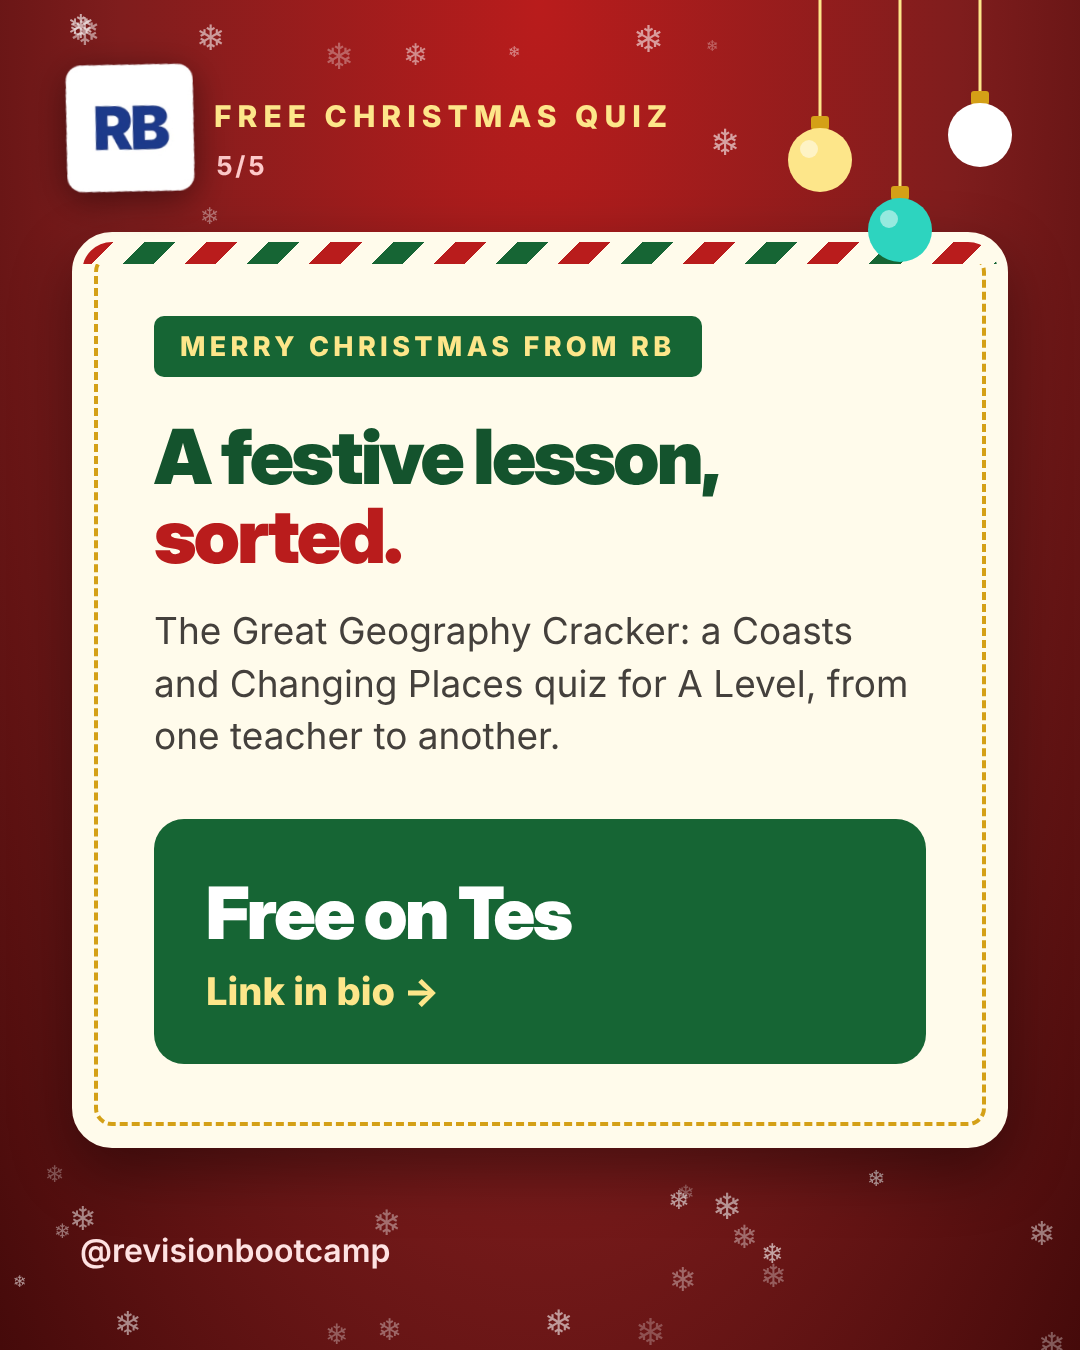 RB
FREE CHRISTMAS QUIZ
5/5
MERRY CHRISTMAS FROM RB
A festive lesson,
sorted.
The Great Geography Cracker: a Coasts
and Changing Places quiz for A Level, from
one teacher to another.
Free on Tes
Link in bio →
@revisionbootcamp